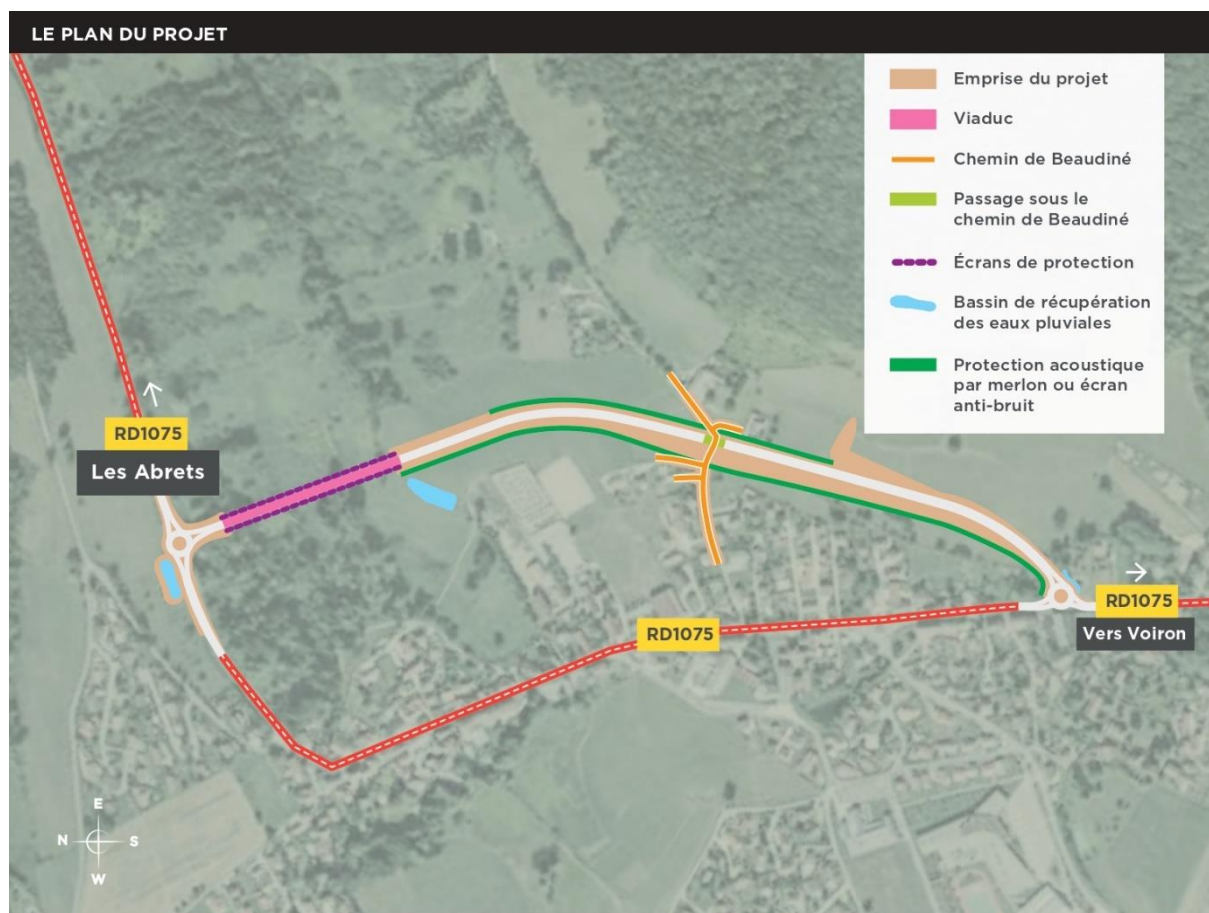 LE PLAN DU PROJET
Emprise du projet
Viaduc
Chemin de Beaudiné
Passage sous le
chemin de Beaudiné
Écrans de protection
Bassin de récupération
des eaux pluviales
Protection acoustique
par merlon ou écran
anti-bruit
RD1075
Les Abrets
RD1075
RD1075
Vers Voiron
E
N S
W